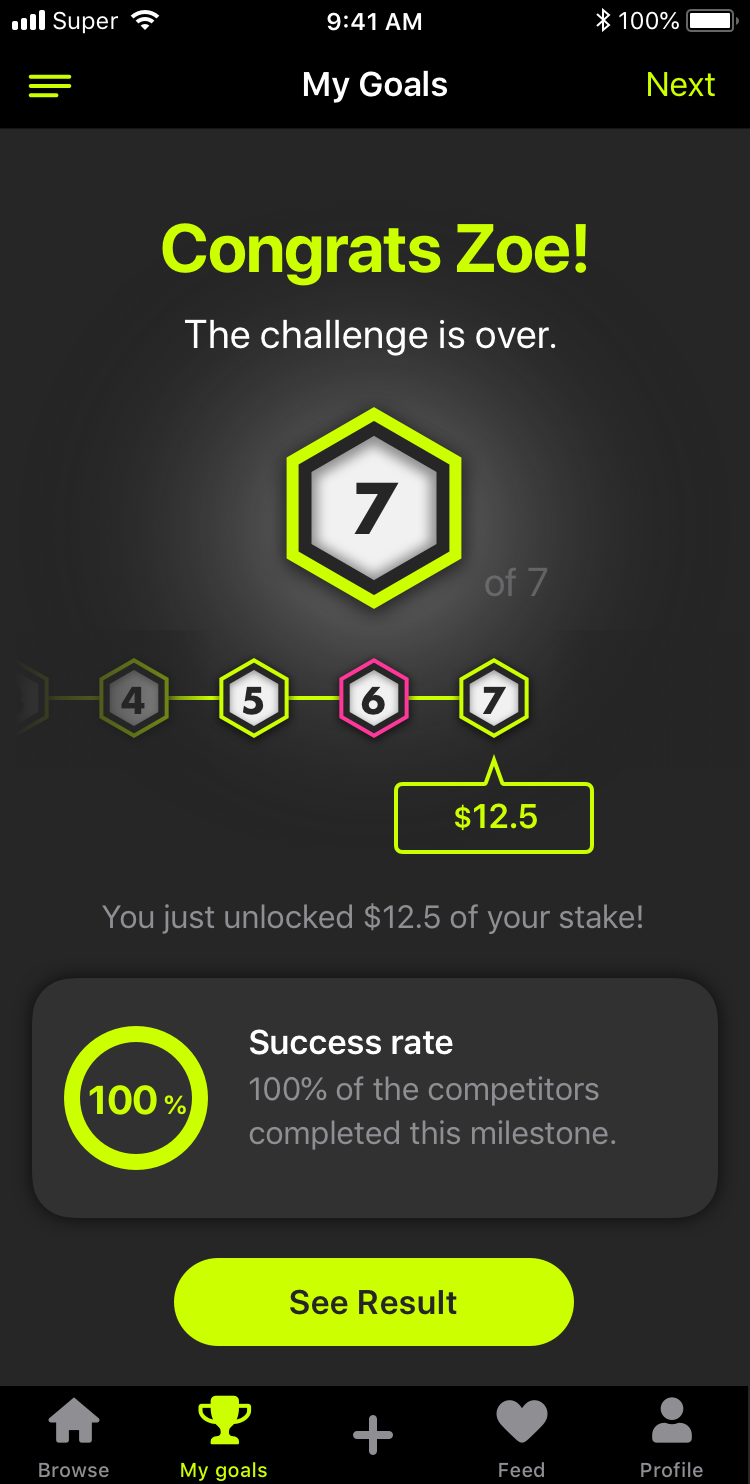 Super 9:41 AM 100%
My Goals Next
Congrats Zoe!
The challenge is over.
7
of 7
4 5 6 7
$12.5
You just unlocked $12.5 of your stake!
Success rate
100 %
100% of the competitors
completed this milestone.
See Result
Browse My goals Feed Profile